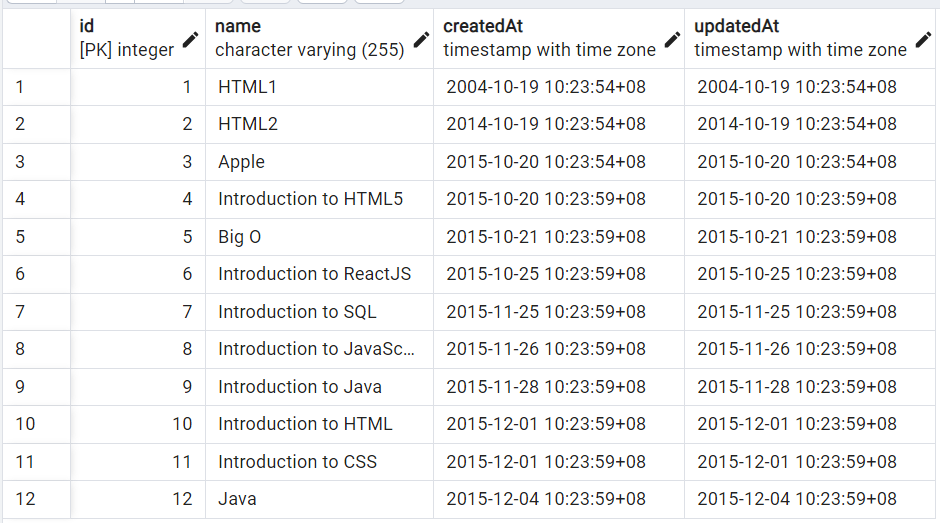 id name createdAt updatedAt
[PK] integer character varying (255) timestamp with time zone timestamp with time zone
1 1 HTML1 2004-10-19 10:23:54+08 2004-10-19 10:23:54+08
2 2 HTML2 2014-10-19 10:23:54+08 2014-10-19 10:23:54+08
3 3 Apple 2015-10-20 10:23:54+08 2015-10-20 10:23:54+08
4 4 Introduction to HTML5 2015-10-20 10:23:59+08 2015-10-20 10:23:59+08
5 5 Big O 2015-10-21 10:23:59+08 2015-10-21 10:23:59+08
6 6 Introduction to ReactJS 2015-10-25 10:23:59+08 2015-10-25 10:23:59+08
7 7 Introduction to SQL 2015-11-25 10:23:59+08 2015-11-25 10:23:59+08
8 8 Introduction to JavaSc... 2015-11-26 10:23:59+08 2015-11-26 10:23:59+08
9 9 Introduction to Java 2015-11-28 10:23:59+08 2015-11-28 10:23:59+08
10 10 Introduction to HTML 2015-12-01 10:23:59+08 2015-12-01 10:23:59+08
11 11 Introduction to CSS 2015-12-01 10:23:59+08 2015-12-01 10:23:59+08
12 12 Java 2015-12-04 10:23:59+08 2015-12-04 10:23:59+08